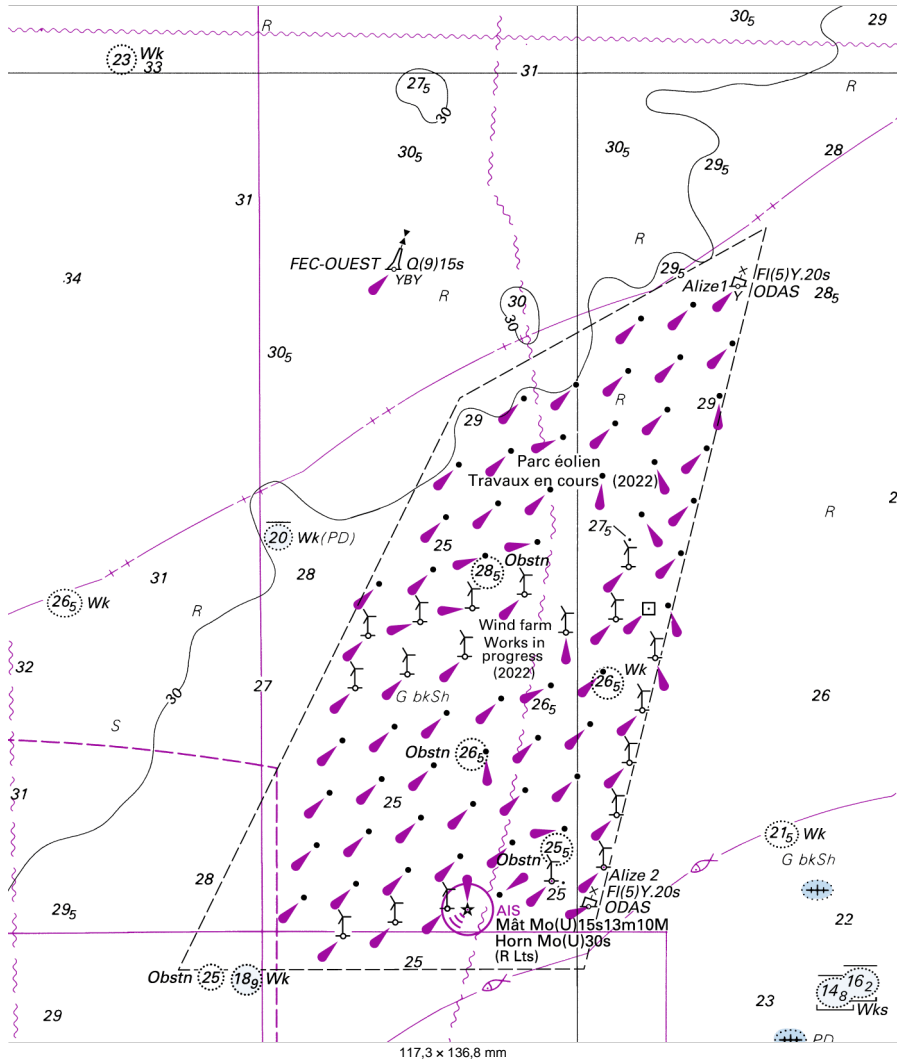 R
30₅
29
23 Wk
33
27₅
31
30
R
30₅
30₅
29₅
28
31
R
34
FEC-OUEST Q(9)15s
YBY
R
29₅
Alize1
Fl(5)Y.20s
Y
ODAS
28₅
30
30
30₅
29
R
29
Parc éolien
Travaux en cours (2022)
2
R
20 Wk(PD)
25
27₅
28₅
Obstn
31
28
26₅ Wk
R
Wind farm
Works in
progress
(2022)
32
27
30
G bkSh
26₅
26₅
Wk
26
S
Obstn 26₅
31
25
21₅ Wk
G bkSh
Obstn
25₅
28
25
Alize 2
Fl(5)Y.20s
ODAS
29₅
22
AIS
Mât Mo(U)15s13m10M
Horn Mo(U)30s
(R Lts)
25
Obstn 25
18₉ Wk
14₈
16₂
Wks
23
29
PD
117,3 × 136,8 mm